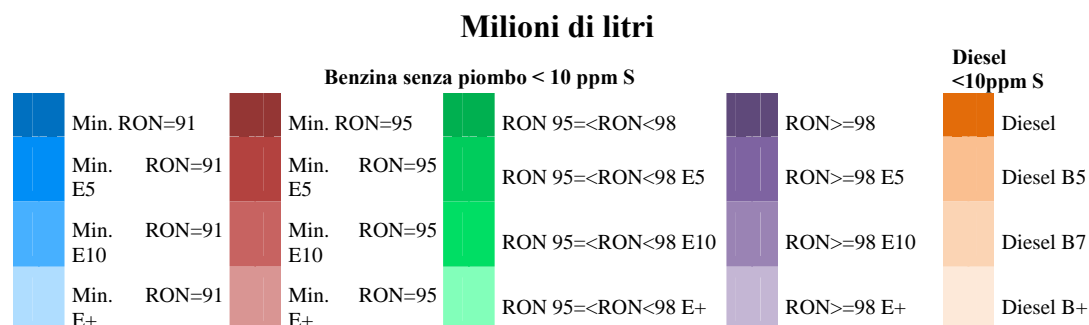 Milioni di litri
Benzina senza piombo < 10 ppm S
Diesel
<10ppm S
Min. RON=91
Min. RON=95
RON 95=<RON<98
RON>=98
Diesel
Min. RON=91
E5
Min. RON=95
E5
RON 95=<RON<98 E5
RON>=98 E5
Diesel B5
Min. RON=91
E10
Min. RON=95
E10
RON 95=<RON<98 E10
RON>=98 E10
Diesel B7
Min. RON=91
E+
Min. RON=95
E+
RON 95=<RON<98 E+
RON>=98 E+
Diesel B+